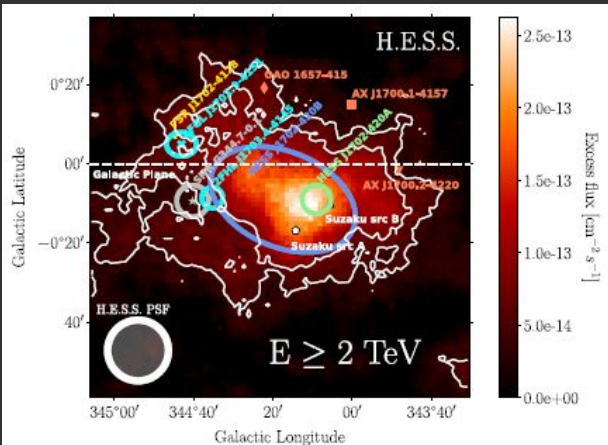 H.E.S.S.
OAO 1657-415
AX J1700.1-4157
HESS J1702-420A
Galactic Plane
AX J1700.2-4220
Suzaku src B
Suzaku src A
H.E.S.S. PSF
E ≥ 2 TeV
0°20′
00′
−0°20′
40′
Galactic Latitude
345°00′ 344°40′ 20′ 00′ 343°40′
Galactic Longitude
2.5e-13
2.0e-13
1.5e-13
1.0e-13
5.0e-14
0.0e+00
Excess flux [cm⁻² s⁻¹]